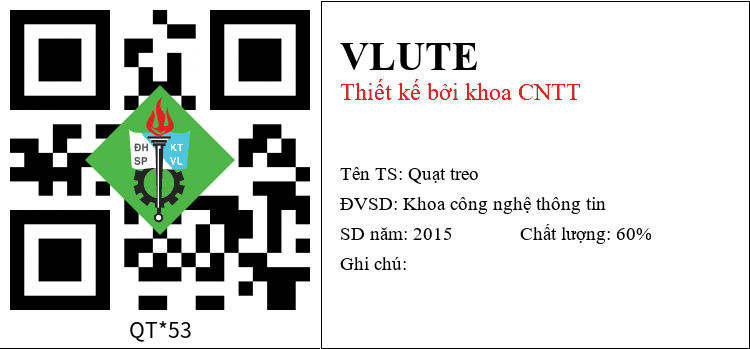 ĐH KT
SP VL
QT*53
VLUTE
Thiết kế bởi khoa CNTT
Tên TS: Quạt treo
ĐVSD: Khoa công nghệ thông tin
SD năm: 2015 Chất lượng: 60%
Ghi chú: